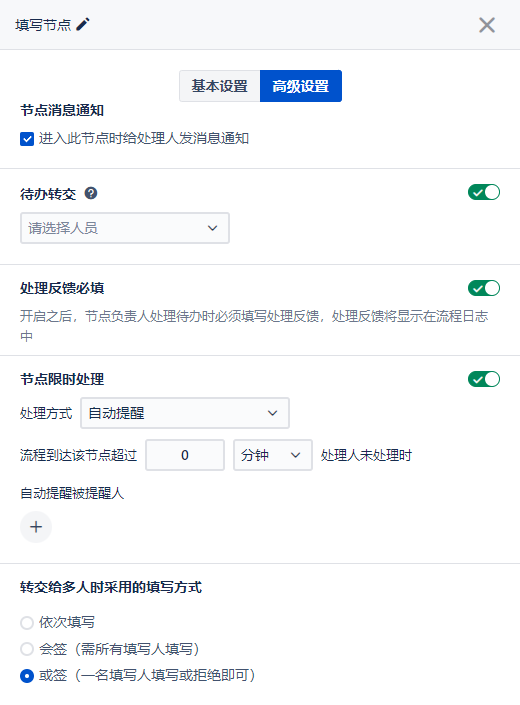 填写节点
基本设置 高级设置
节点消息通知
进入此节点时给处理人发消息通知
待办转交
请选择人员
处理反馈必填
开启之后，节点负责人处理待办时必须填写处理反馈，处理反馈将显示在流程日志
中
节点限时处理
处理方式 自动提醒
流程到达该节点超过 0 分钟 处理人未处理时
自动提醒被提醒人
转交给多人时采用的填写方式
依次填写
会签（需所有填写人填写）
或签（一名填写人填写或拒绝即可）